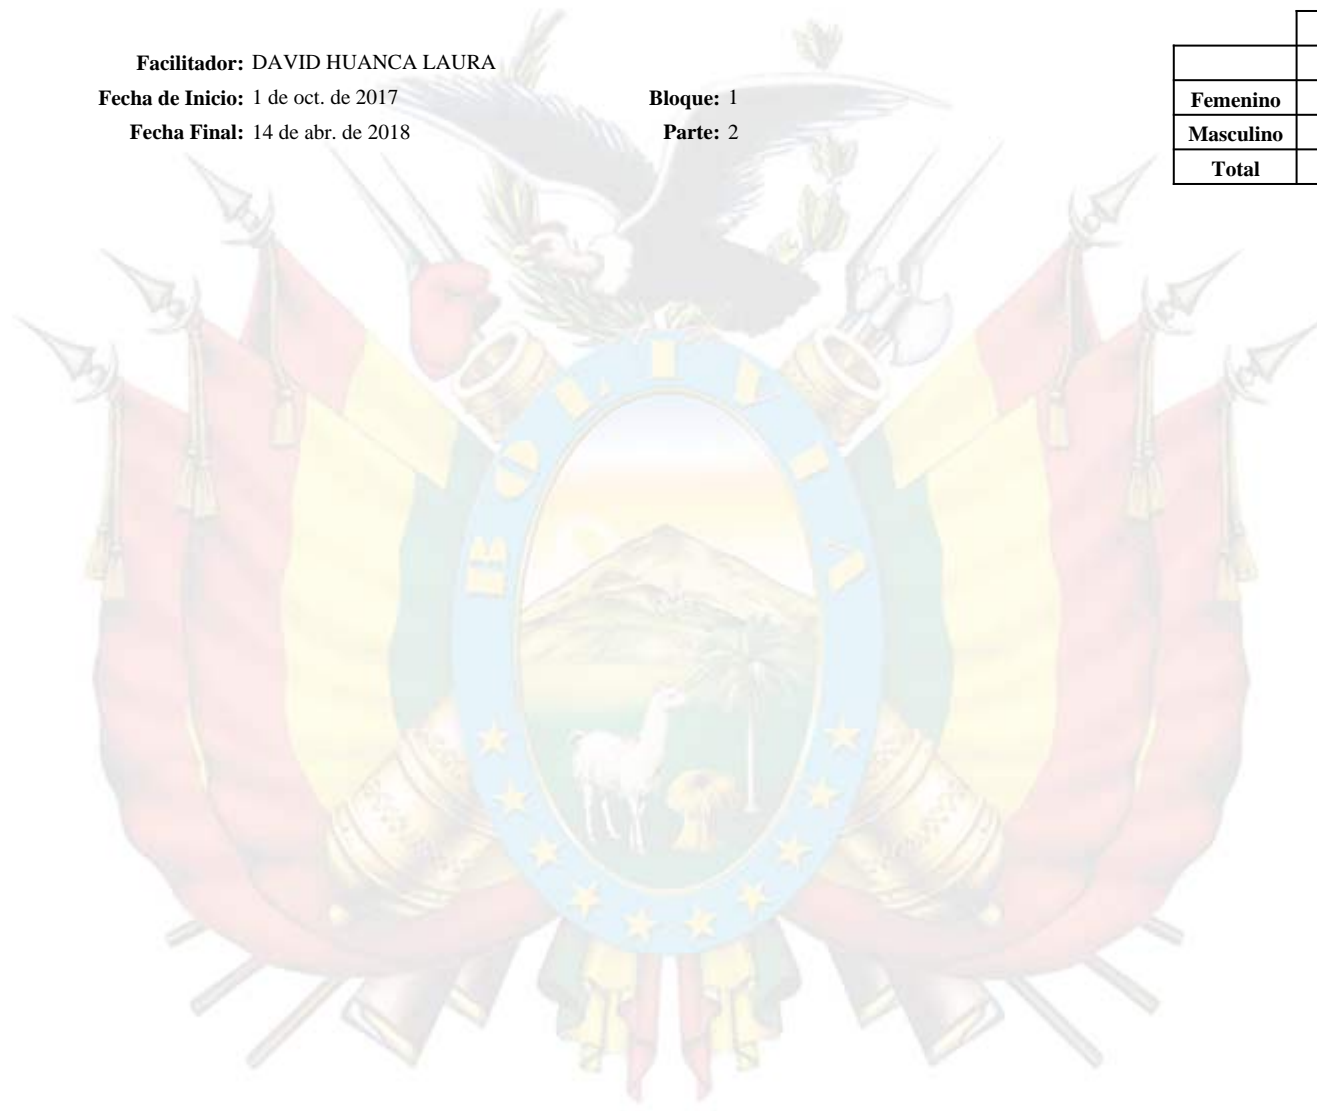 Facilitador: DAVID HUANCA LAURA
Fecha de Inicio: 1 de oct. de 2017 Bloque: 1
Fecha Final: 14 de abr. de 2018 Parte: 2
Femenino
Masculino
Total
BOLIVIA